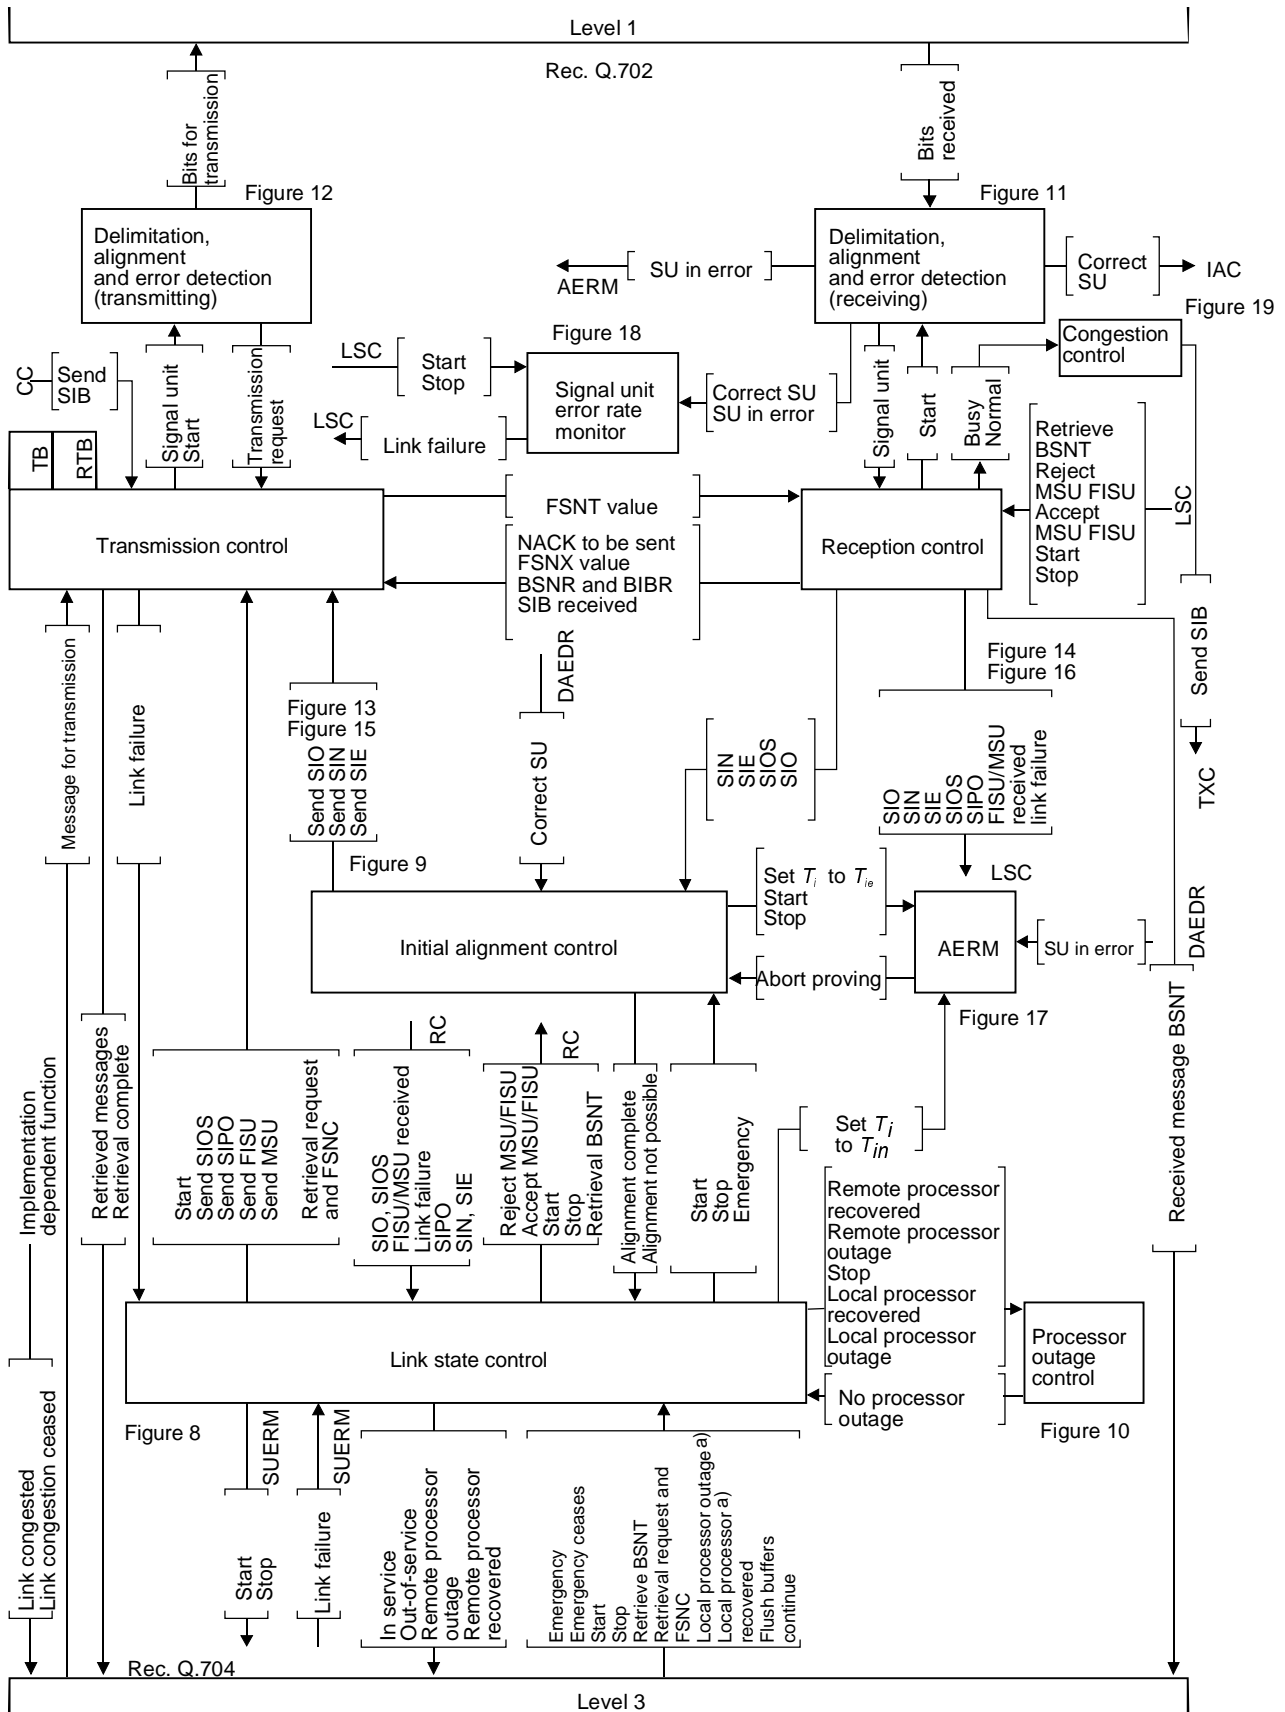 Level 1
Rec. Q.702
Bits for
transmission
Bits
received
Figure 12
Figure 11
Delimitation,
alignment
and error detection
(transmitting)
Delimitation,
alignment
and error detection
(receiving)
AERM
SU in error
Correct
SU
IAC
Figure 19
Congestion
control
Figure 18
LSC
Start
Stop
Signal unit
error rate
monitor
Correct SU
SU in error
LSC
Link failure
CC
Send
SIB
Signal unit
Start
Transmission
request
Signal unit
Start
Busy
Normal
Retrieve
BSNT
Reject
MSU FISU
Accept
MSU FISU
Start
Stop
LSC
TB
RTB
Transmission control
FSNT value
NACK to be sent
FSNX value
BSNR and BIBR
SIB received
Reception control
Send SIB
TXC
Message for transmission
Link failure
Figure 13
Figure 15
Send SIO
Send SIN
Send SIE
DAEDR
Correct SU
SIN
SIE
SIOS
SIO
Figure 14
Figure 16
SIO
SIN
SIE
SIOS
SIPO
FISU/MSU
received
link failure
LSC
Figure 9
Initial alignment control
Set Ti to Tie
Start
Stop
Abort proving
AERM
SU in error
DAEDR
Figure 17
Received message BSNT
Implementation
dependent function
Retrieved messages
Retrieval complete
Start
Send SIOS
Send SIPO
Send FISU
Send MSU
Retrieval request
and FSNC
RC
SIO, SIOS
FISU/MSU received
Link failure
SIPO
SIN, SIE
RC
Reject MSU/FISU
Accept MSU/FISU
Start
Stop
Retrieval BSNT
Alignment complete
Alignment not possible
Start
Stop
Emergency
Set Ti
to Tin
Remote processor
recovered
Remote processor
outage
Stop
Local processor
recovered
Local processor
outage
Link state control
Processor
outage
control
No processor
outage
Figure 10
Figure 8
Link congested
Link congestion ceased
SUERM
Start
Stop
SUERM
Link failure
In service
Out-of-service
Remote processor
outage
Remote processor
recovered
Emergency
Emergency ceases
Start
Stop
Retrieve BSNT
Retrieval request and
FSNC
Local processor outage a)
Local processor a)
recovered
Flush buffers
continue
Rec. Q.704
Level 3